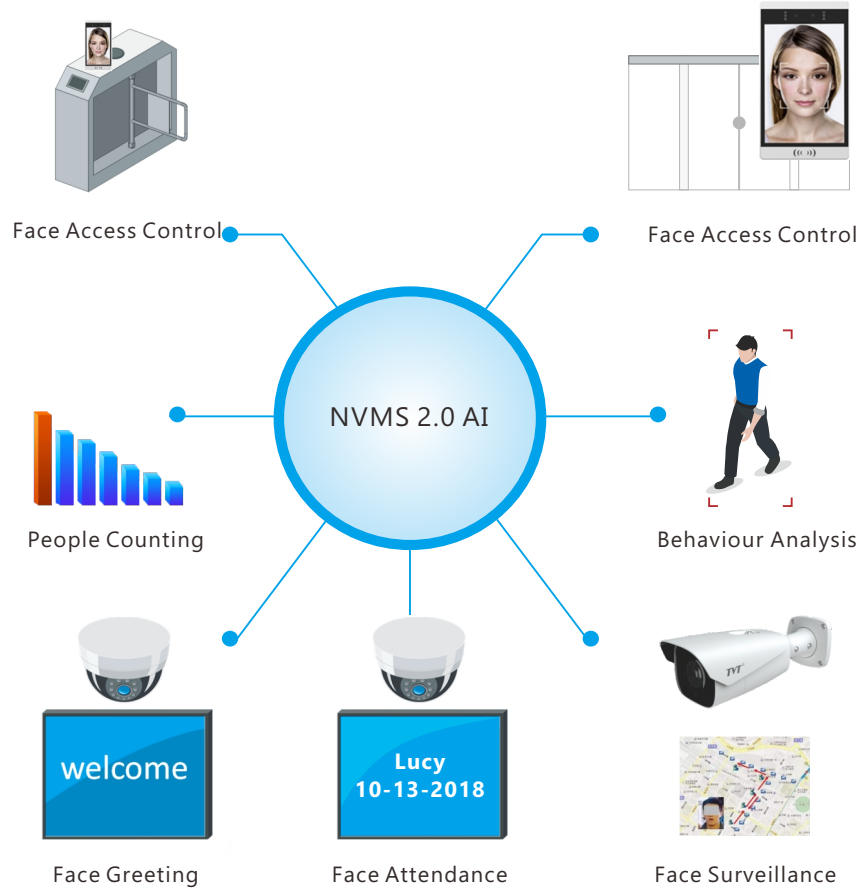 Face Access Control
Face Access Control
NVMS 2.0 AI
People Counting
Behaviour Analysis
TVT
welcome
Lucy
10-13-2018
Face Greeting
Face Attendance
Face Surveillance